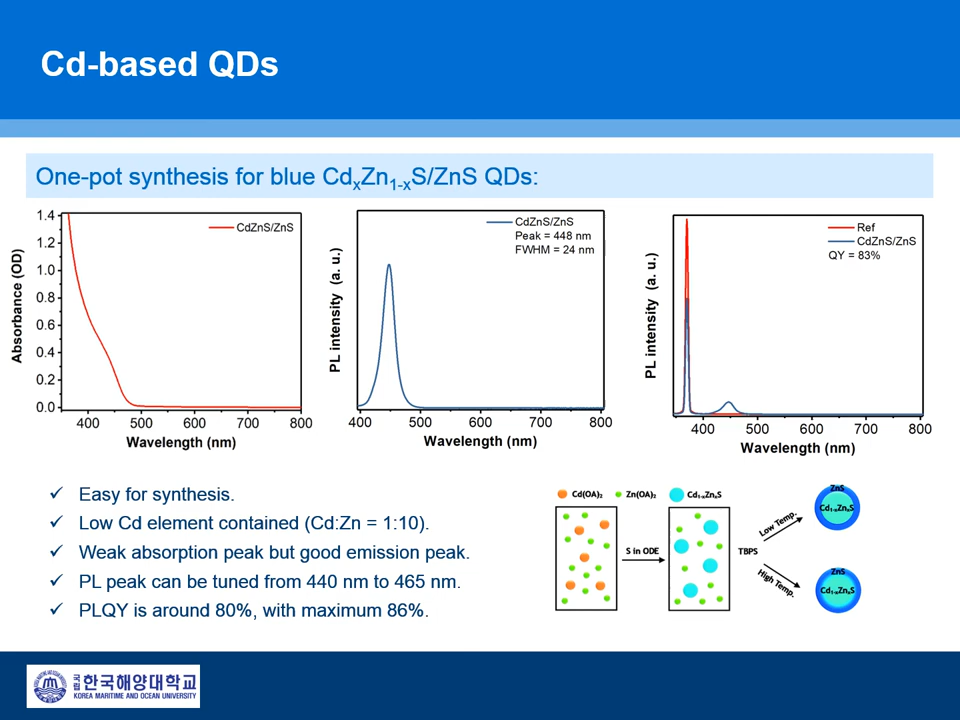 Cd-based QDs
One-pot synthesis for blue CdxZn1-xS/ZnS QDs:
Absorbance (OD)
1.4
1.2
1.0
0.8
0.6
0.4
0.2
0.0
CdZnS/ZnS
400 500 600 700 800
Wavelength (nm)
PL intensity (a. u.)
CdZnS/ZnS
Peak = 448 nm
FWHM = 24 nm
400 500 600 700 800
Wavelength (nm)
PL intensity (a. u.)
Ref
CdZnS/ZnS
QY = 83%
400 500 600 700 800
Wavelength (nm)
✓ Easy for synthesis.
✓ Low Cd element contained (Cd:Zn = 1:10).
✓ Weak absorption peak but good emission peak.
✓ PL peak can be tuned from 440 nm to 465 nm.
✓ PLQY is around 80%, with maximum 86%.
Cd(OA)2 Zn(OA)2 Cd1-xZnxS
S in ODE
TBPS
Low Temp.
High Temp.
ZnS
Cd1-xZnxS
ZnS
Cd1-xZnxS
국립 한국해양대학교
KOREA MARITIME AND OCEAN UNIVERSITY